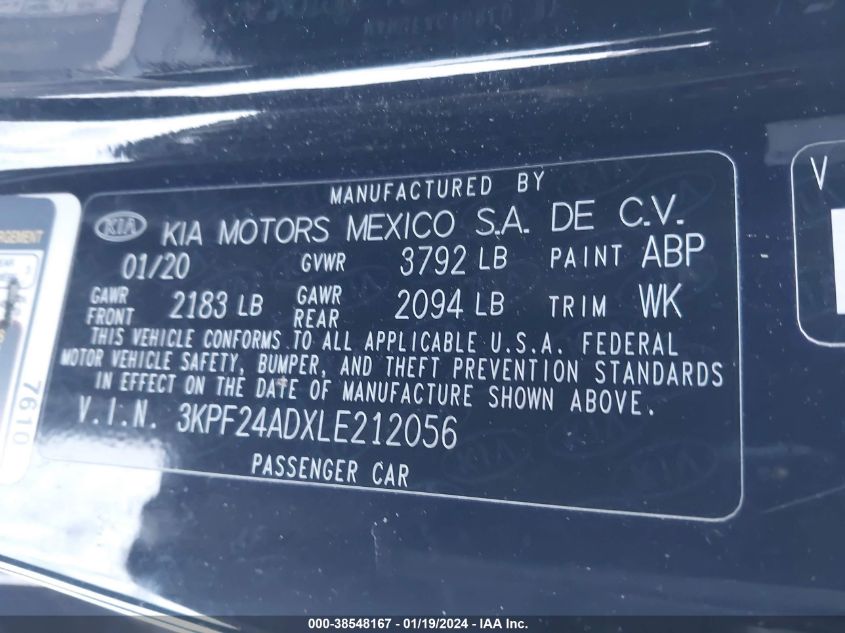 MANUFACTURED BY
KIA KIA MOTORS MEXICO S.A. DE C.V.
01/20 GVWR 3792 LB PAINT ABP
GAWR FRONT 2183 LB GAWR REAR 2094 LB TRIM WK
THIS VEHICLE CONFORMS TO ALL APPLICABLE U.S.A. FEDERAL
MOTOR VEHICLE SAFETY, BUMPER, AND THEFT PREVENTION STANDARDS
IN EFFECT ON THE DATE OF MANUFACTURE SHOWN ABOVE.
V.I.N. 3KPF24ADXLE212056
PASSENGER CAR
7610
V
000-38548167 - 01/19/2024 - IAA Inc.